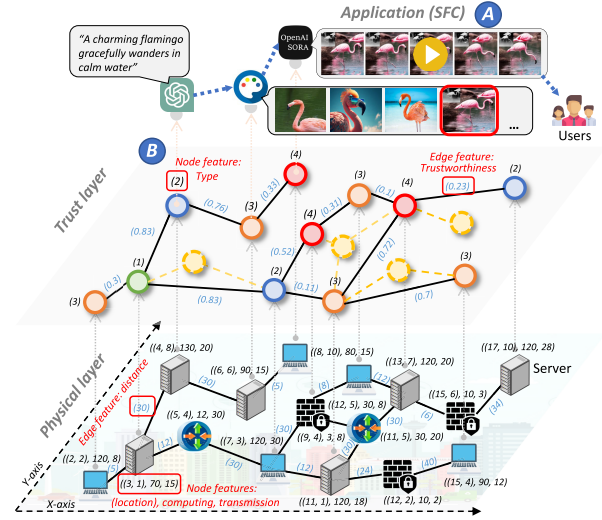 Application (SFC)
A
"A charming flamingo
gracefully wanders in
calm water"
OpenAI
SORA
...
Users
B
Trust layer
Node feature:
Type
Edge feature:
Trustworthiness
(2)
(4)
(3)
(0.76)
(0.33)
(0.83)
(1)
(0.3)
(3)
(0.83)
(2)
(0.52)
(4)
(0.31)
(3)
(0.1)
(4)
(0.23)
(2)
(0.11)
(3)
(0.72)
(0.7)
(3)
Physical layer
Y-axis
X-axis
Edge feature: distance
((4, 8), 130, 20)
((6, 6), 90, 15)
((8, 10), 80, 15)
((13, 7), 120, 20)
((17, 10), 120, 28)
Server
(30)
(5)
(8)
(12)
((15, 6), 10, 3)
(34)
(30)
((5, 4), 12, 30)
((12, 5), 30, 8)
(30)
(6)
(12)
((7, 3), 120, 30)
(30)
((9, 4), 3, 8)
((11, 5), 30, 20)
((2, 2), 120, 8)
(5)
(30)
(12)
(30)
(24)
(40)
((15, 4), 90, 12)
((3, 1), 70, 15)
Node features:
(location), computing, transmission
((11, 1), 120, 18)
((12, 2), 10, 2)